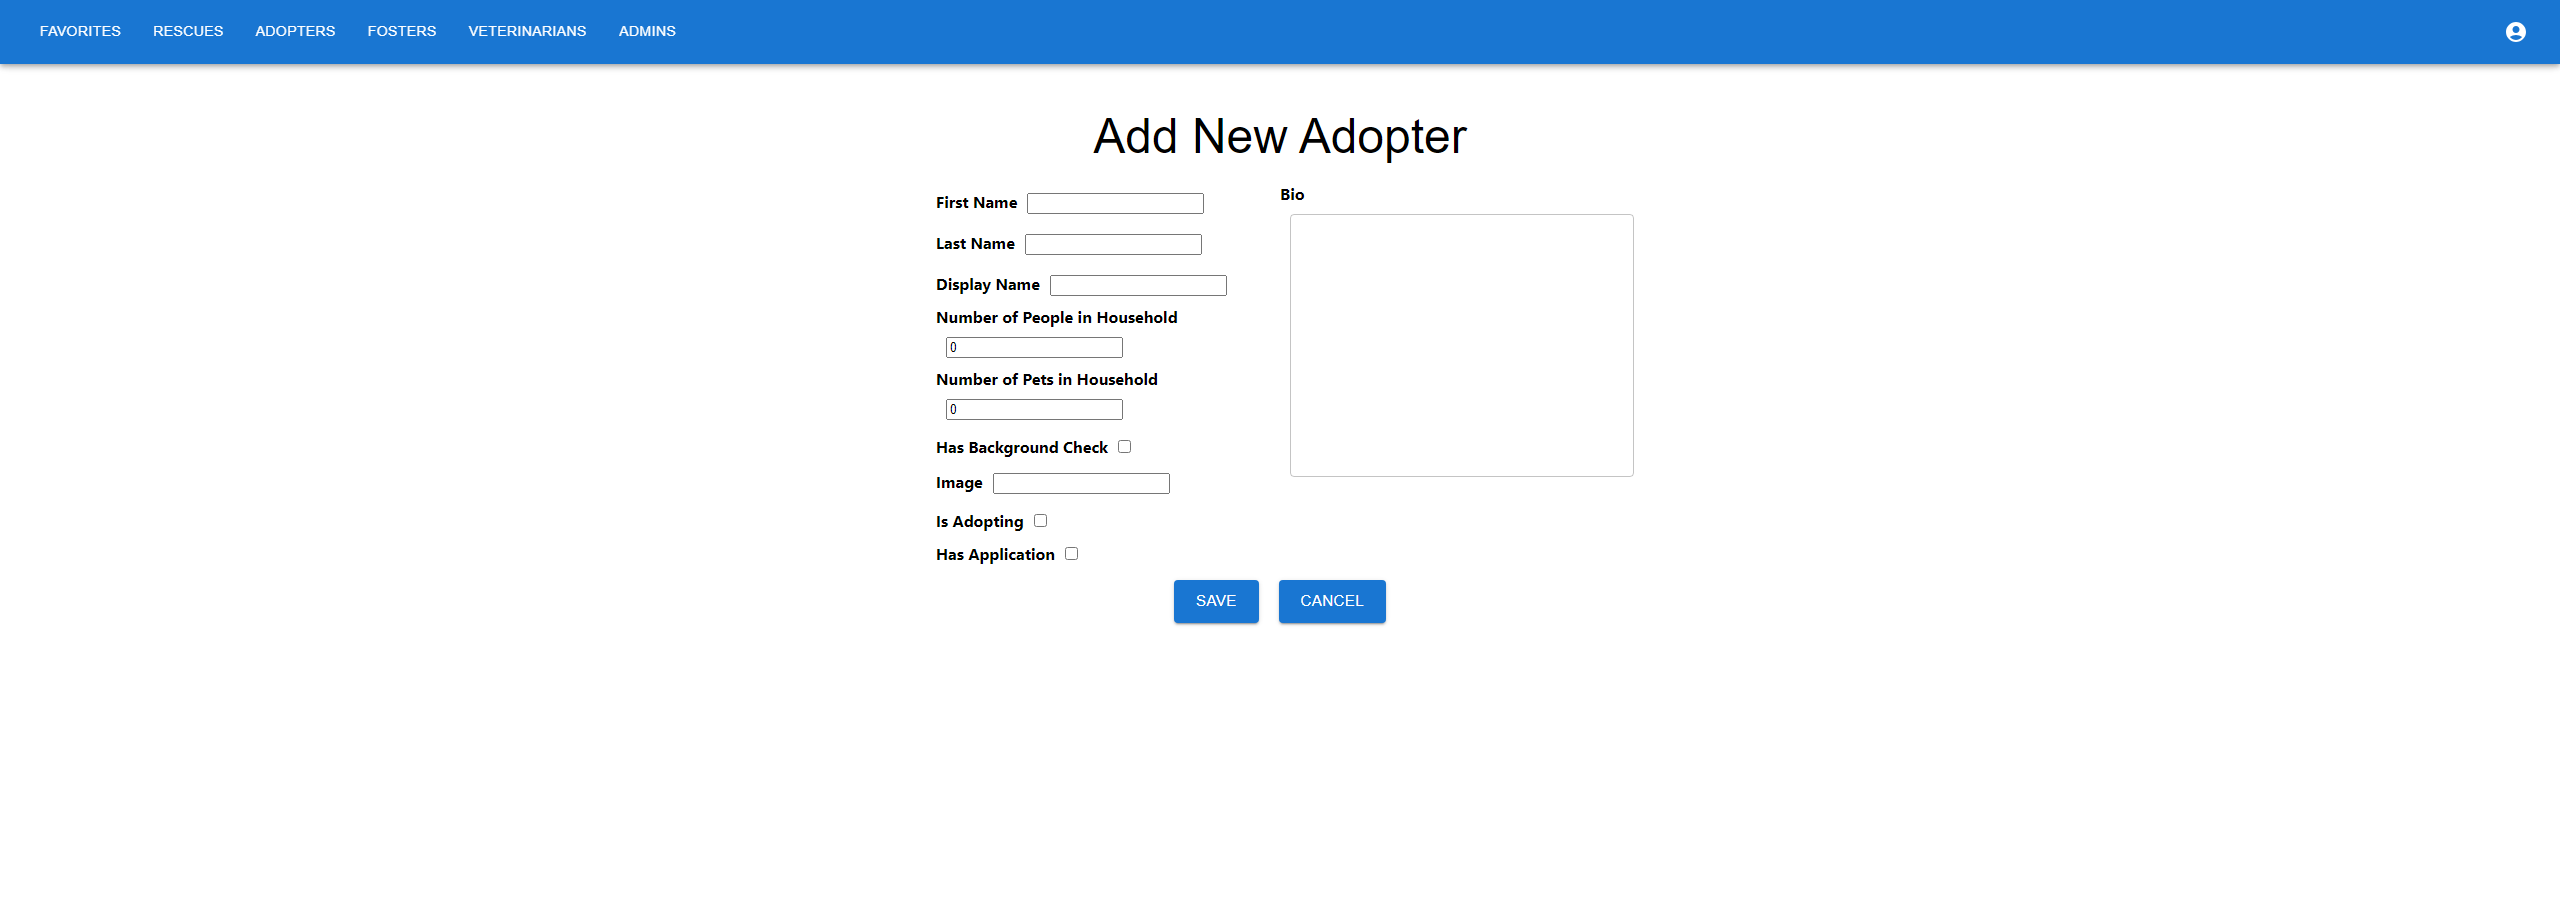 FAVORITES RESCUES ADOPTERS FOSTERS VETERINARIANS ADMINS
Add New Adopter
First Name
Last Name
Display Name
Number of People in Household
0
Number of Pets in Household
0
Has Background Check
Image
Is Adopting
Has Application
Bio
SAVE CANCEL